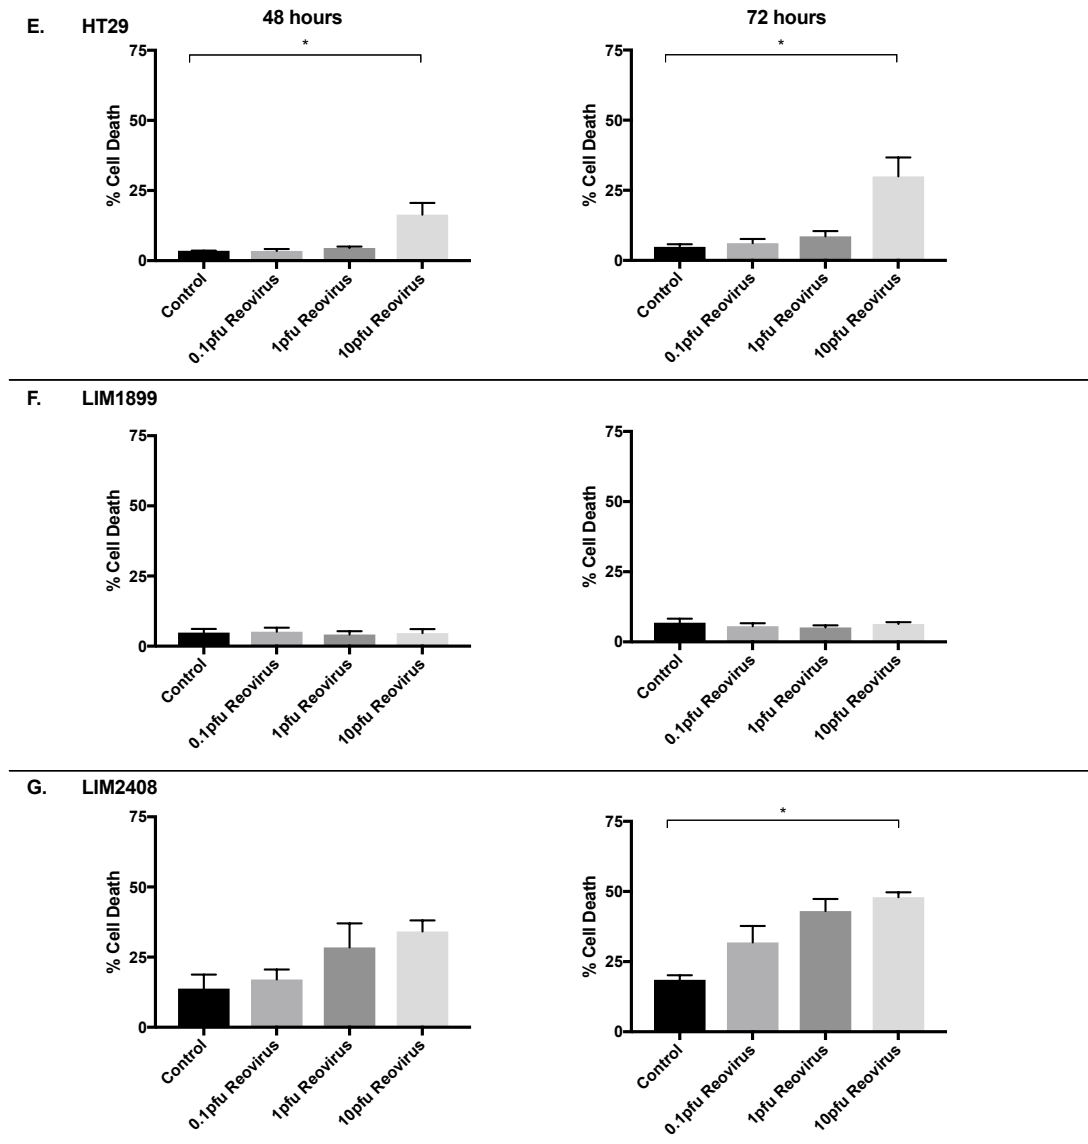 E. HT29
48 hours
72 hours
*
75
50
25
0
% Cell Death
Control
0.1pfu Reovirus
1pfu Reovirus
10pfu Reovirus
*
75
50
25
0
% Cell Death
Control
0.1pfu Reovirus
1pfu Reovirus
10pfu Reovirus
F. LIM1899
75
50
25
0
% Cell Death
Control
0.1pfu Reovirus
1pfu Reovirus
10pfu Reovirus
75
50
25
0
% Cell Death
Control
0.1pfu Reovirus
1pfu Reovirus
10pfu Reovirus
G. LIM2408
75
50
25
0
% Cell Death
Control
0.1pfu Reovirus
1pfu Reovirus
10pfu Reovirus
*
75
50
25
0
% Cell Death
Control
0.1pfu Reovirus
1pfu Reovirus
10pfu Reovirus